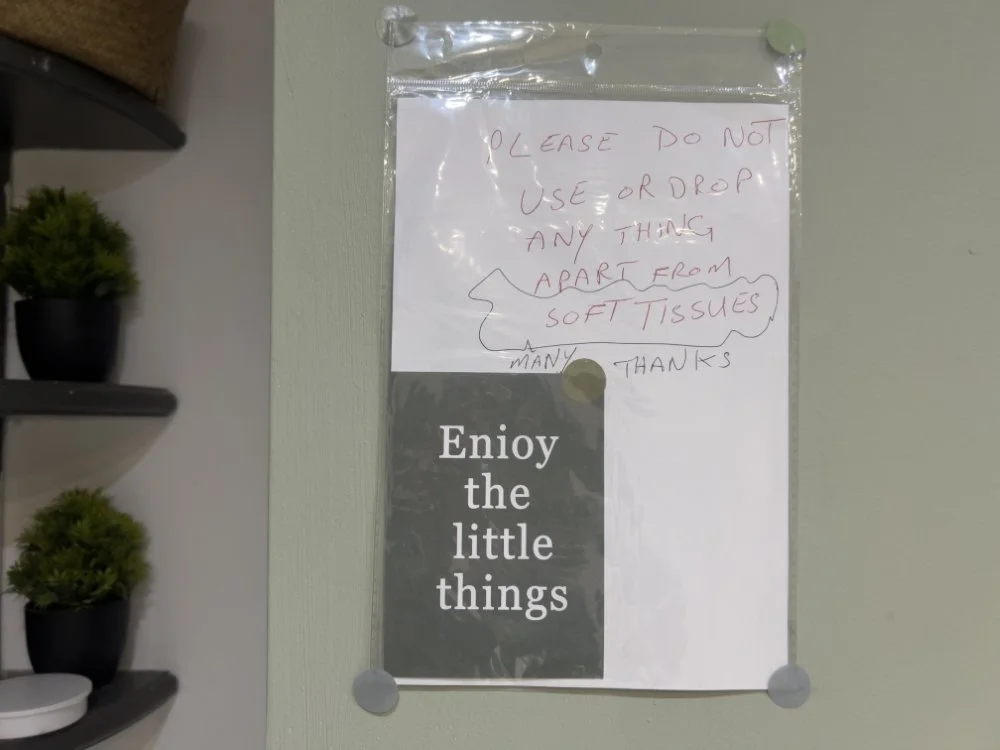 PLEASE DO NOT
USE OR DROP
ANY THING
APART FROM
SOFT TISSUES
MANY THANKS
Enioy
the
little
things